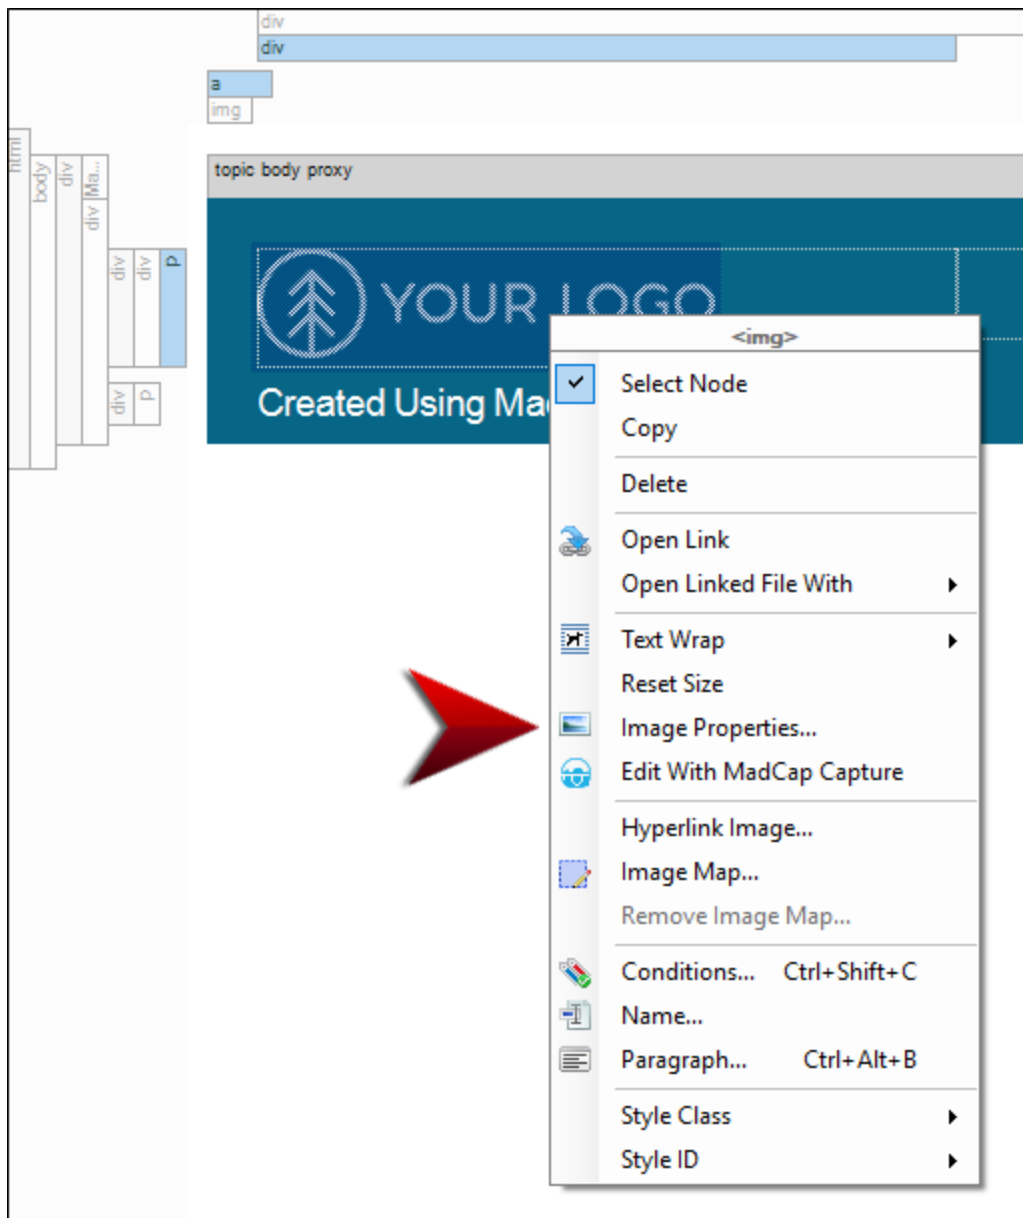 div
div
a
img
html
body
div
Ma...
div
div
div
p
div
p
topic body proxy
YOUR LOGO
Created Using Mad
<img>
Select Node
Copy
Delete
Open Link
Open Linked File With
Text Wrap
Reset Size
Image Properties...
Edit With MadCap Capture
Hyperlink Image...
Image Map...
Remove Image Map...
Conditions... Ctrl+Shift+C
Name...
Paragraph... Ctrl+Alt+B
Style Class
Style ID